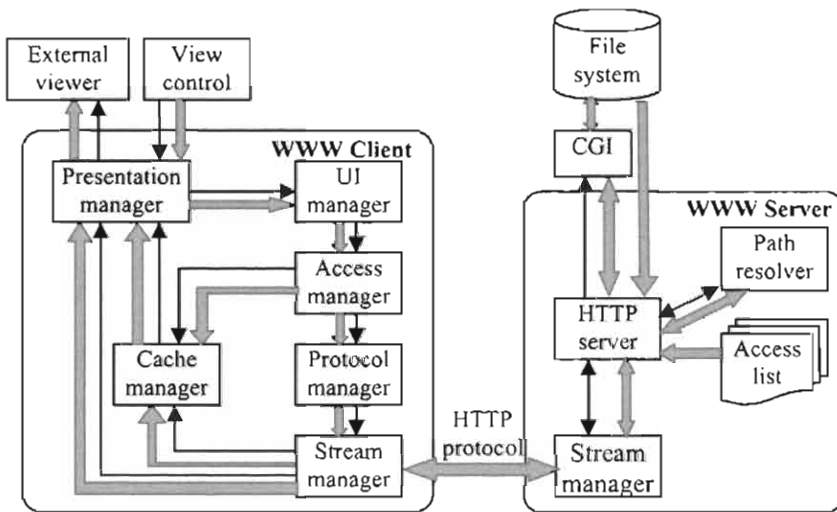 External
viewer
View
control
File
system
WWW Client
CGI
Presentation
manager
UI
manager
WWW Server
Access
manager
Path
resolver
HTTP
server
Cache
manager
Protocol
manager
Access
list
HTTP
protocol
Stream
manager
Stream
manager